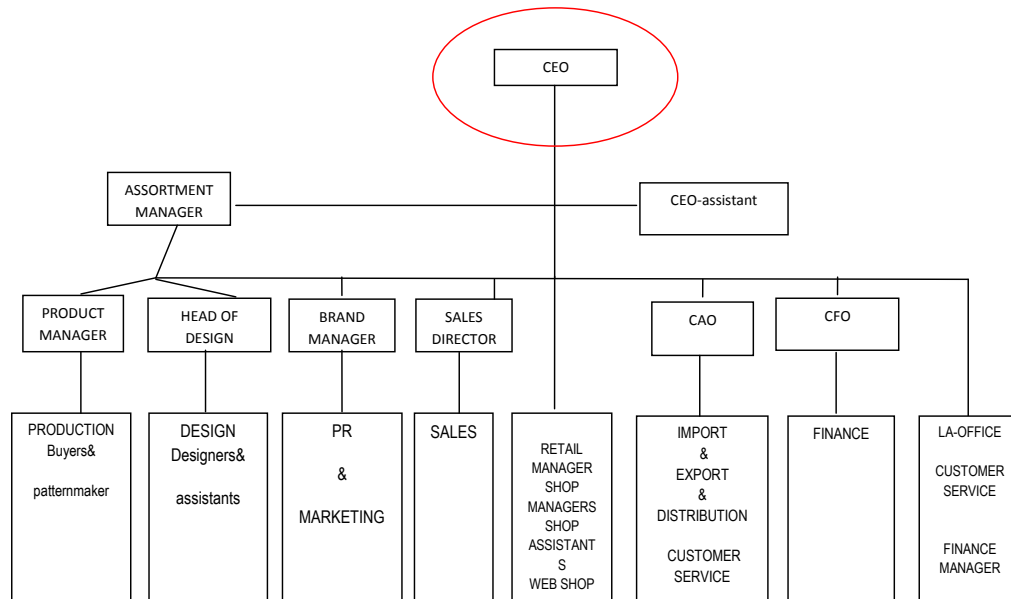 CEO
ASSORTMENT
MANAGER
CEO-assistant
PRODUCT
MANAGER
HEAD OF
DESIGN
BRAND
MANAGER
SALES
DIRECTOR
CAO
CFO
PRODUCTION
Buyers&
patternmaker
DESIGN
Designers&
assistants
PR
&
MARKETING
SALES
RETAIL
MANAGER
SHOP
MANAGERS
SHOP
ASSISTANT
S
WEB SHOP
IMPORT
&
EXPORT
&
DISTRIBUTION
CUSTOMER
SERVICE
FINANCE
LA-OFFICE
CUSTOMER
SERVICE
FINANCE
MANAGER